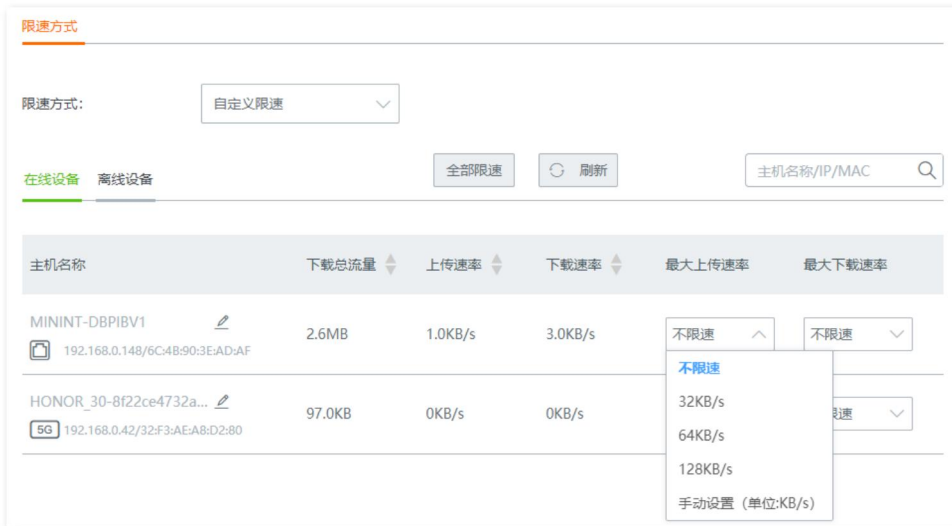 限速方式
限速方式: 自定义限速
在线设备 离线设备 全部限速 刷新 主机名称/IP/MAC
主机名称 下载总流量 上传速率 下载速率 最大上传速率 最大下载速率
MININT-DBPIBV1
192.168.0.148/6C:4B:90:3E:AD:AF
2.6MB 1.0KB/s 3.0KB/s 不限速 不限速
不限速
32KB/s
64KB/s
128KB/s
手动设置（单位:KB/s）
HONOR_30-8f22ce4732a...
5G 192.168.0.42/32:F3:AE:A8:D2:80
97.0KB 0KB/s 0KB/s 限速